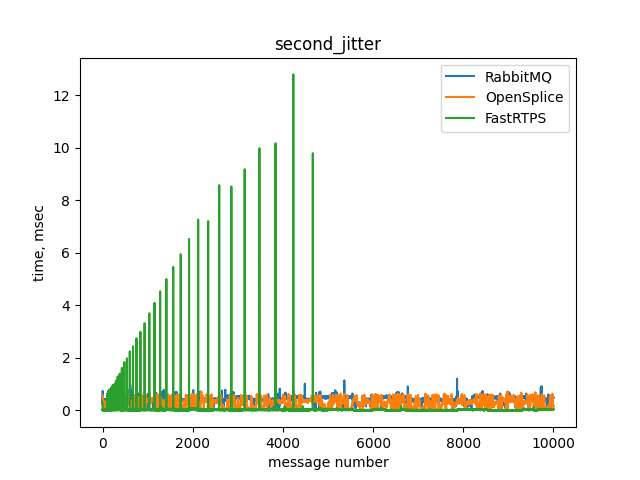 second_jitter
RabbitMQ
OpenSplice
FastRTPS
12
10
8
6
4
2
0
time, msec
0 2000 4000 6000 8000 10000
message number